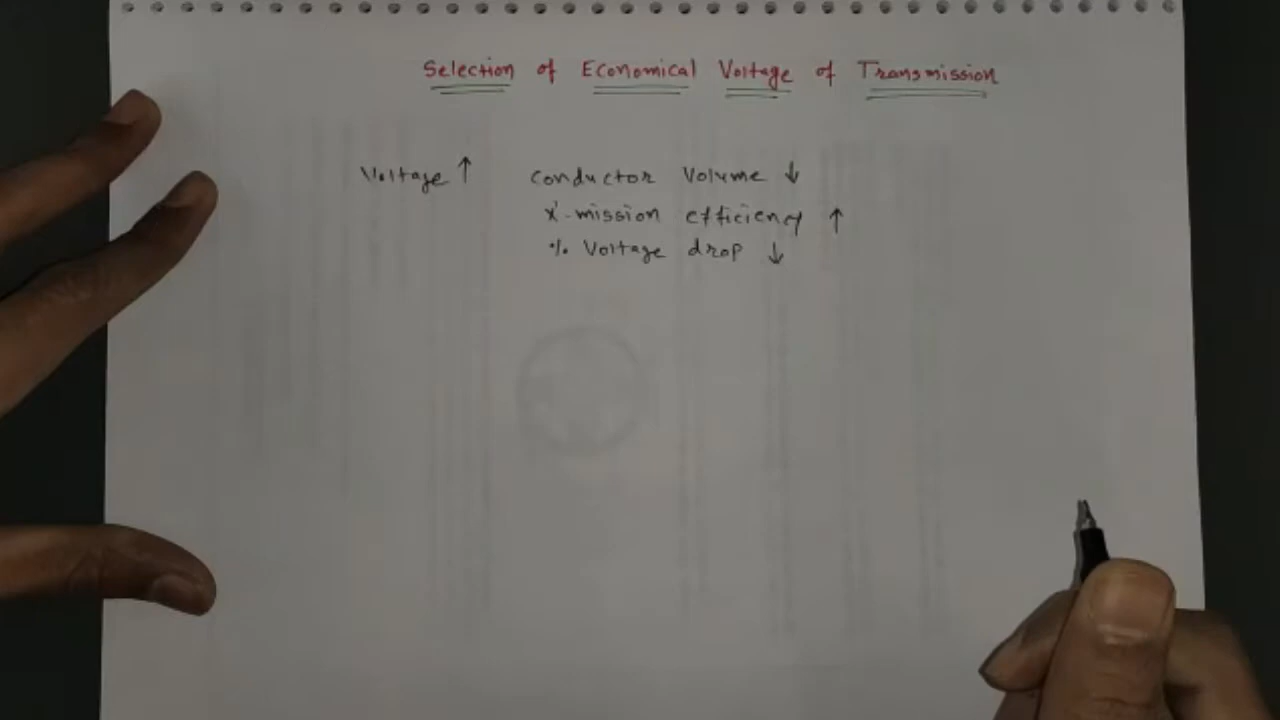 Selection of Economical Voltage of Transmission
Voltage ↑ Conductor Volume ↓
X'-mission efficiency ↑
% Voltage drop ↓